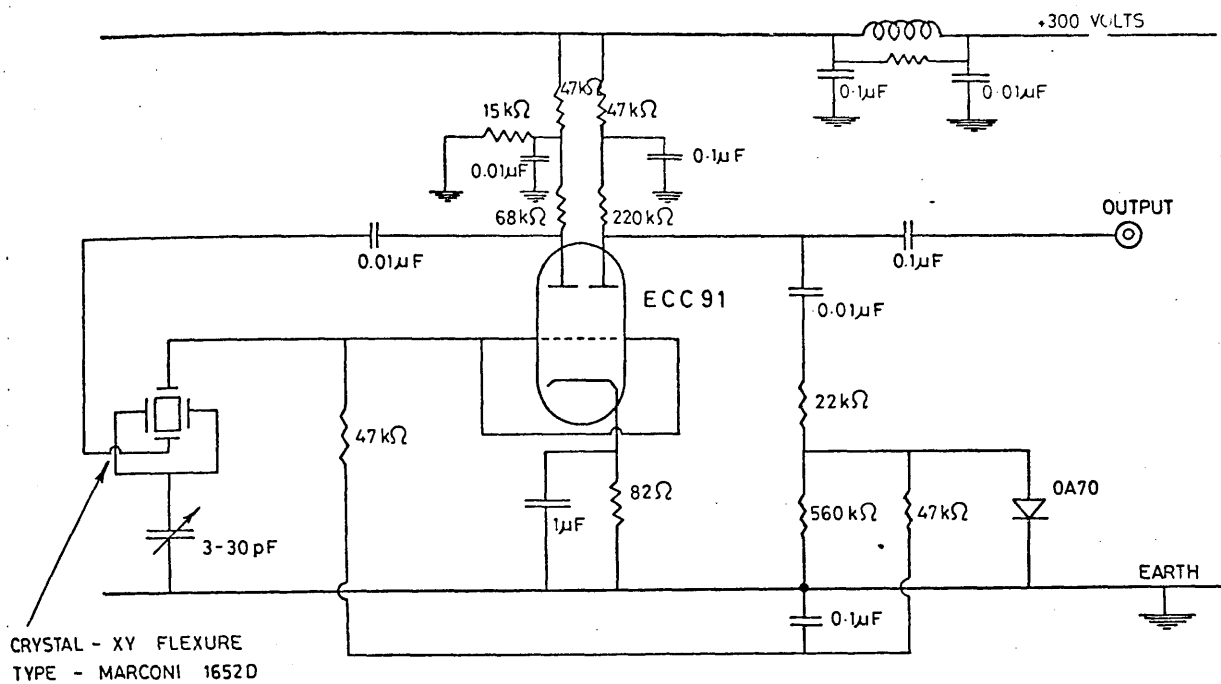 +300 VOLTS
47kΩ
47kΩ
15kΩ
0.1µF
0.01µF
0.01µF
0.1µF
68kΩ
220kΩ
OUTPUT
0.01µF
0.1µF
ECC91
0.01µF
22kΩ
47kΩ
82Ω
0A70
1µF
560kΩ
47kΩ
3-30pF
EARTH
0.1µF
CRYSTAL - XY FLEXURE
TYPE - MARCONI 1652D